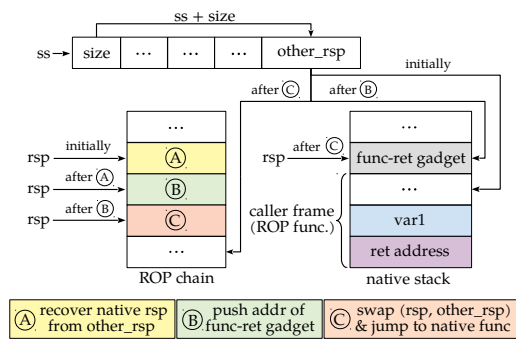 ss + size
ss
size
...
...
...
other_rsp
initially
after Ⓒ
after Ⓑ
...
initially
rsp
Ⓐ
after Ⓐ
rsp
Ⓑ
after Ⓑ
rsp
Ⓒ
...
ROP chain
...
after Ⓒ
rsp
func-ret gadget
...
caller frame
(ROP func.)
var1
ret address
native stack
Ⓐ recover native rsp
from other_rsp
Ⓑ push addr of
func-ret gadget
Ⓒ swap (rsp, other_rsp)
& jump to native func